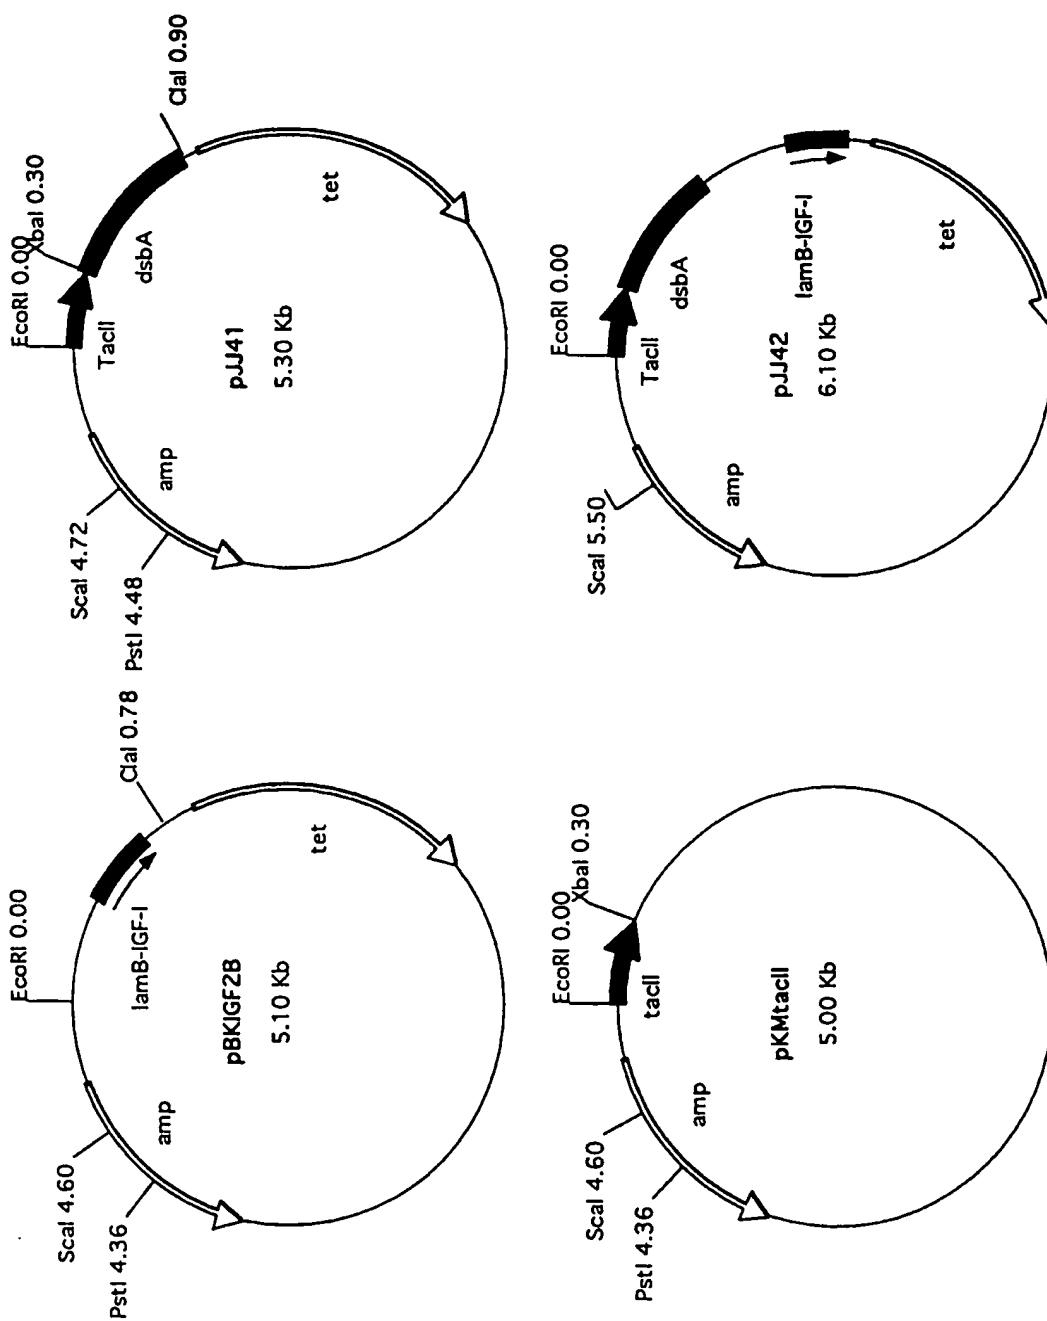 EcoRI 0.00
ClaI 0.78
lamB-IGF-I
tet
pBKIGF2B
5.10 Kb
amp
ScaI 4.60
PstI 4.36
EcoRI 0.00
XbaI 0.30
ClaI 0.90
TacII
dsbA
tet
pJJ41
5.30 Kb
amp
ScaI 4.72
PstI 4.48
EcoRI 0.00
XbaI 0.30
tacII
pKMtacII
5.00 Kb
amp
ScaI 4.60
PstI 4.36
EcoRI 0.00
TacII
dsbA
lamB-IGF-I
tet
pJJ42
6.10 Kb
amp
ScaI 5.50